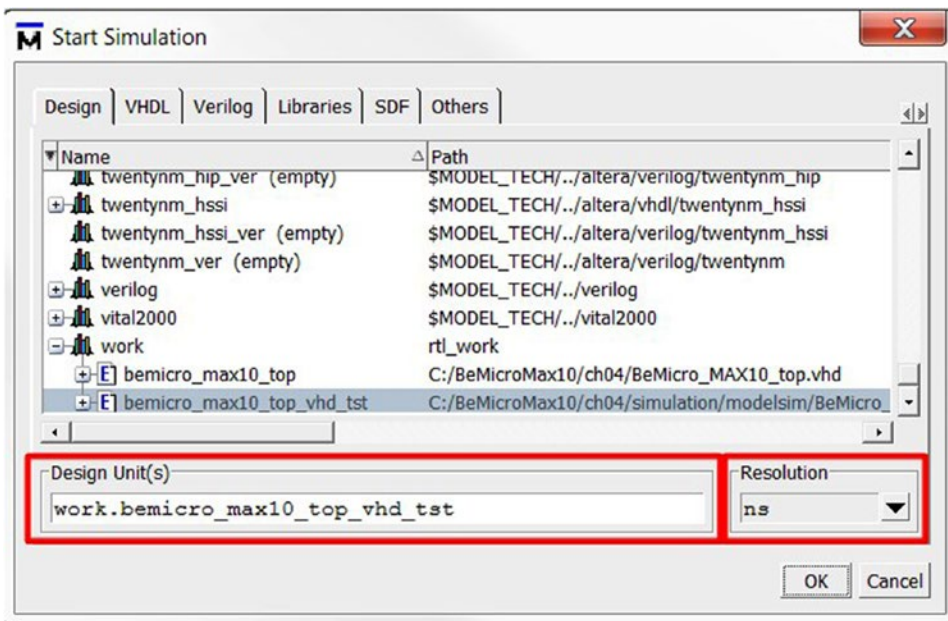 Start Simulation
Design VHDL Verilog Libraries SDF Others
Name Path
twentynm_hip_ver (empty) $MODEL_TECH/../altera/verilog/twentynm_hip
twentynm_hssi $MODEL_TECH/../altera/vhdl/twentynm_hssi
twentynm_hssi_ver (empty) $MODEL_TECH/../altera/verilog/twentynm_hssi
twentynm_ver (empty) $MODEL_TECH/../altera/verilog/twentynm
verilog $MODEL_TECH/../verilog
vital2000 $MODEL_TECH/../vital2000
work rtl_work
E bemicro_max10_top C:/BeMicroMax10/ch04/BeMicro_MAX10_top.vhd
E bemicro_max10_top_vhd_tst C:/BeMicroMax10/ch04/simulation/modelsim/BeMicro_
Design Unit(s) Resolution
work.bemicro_max10_top_vhd_tst ns
OK Cancel